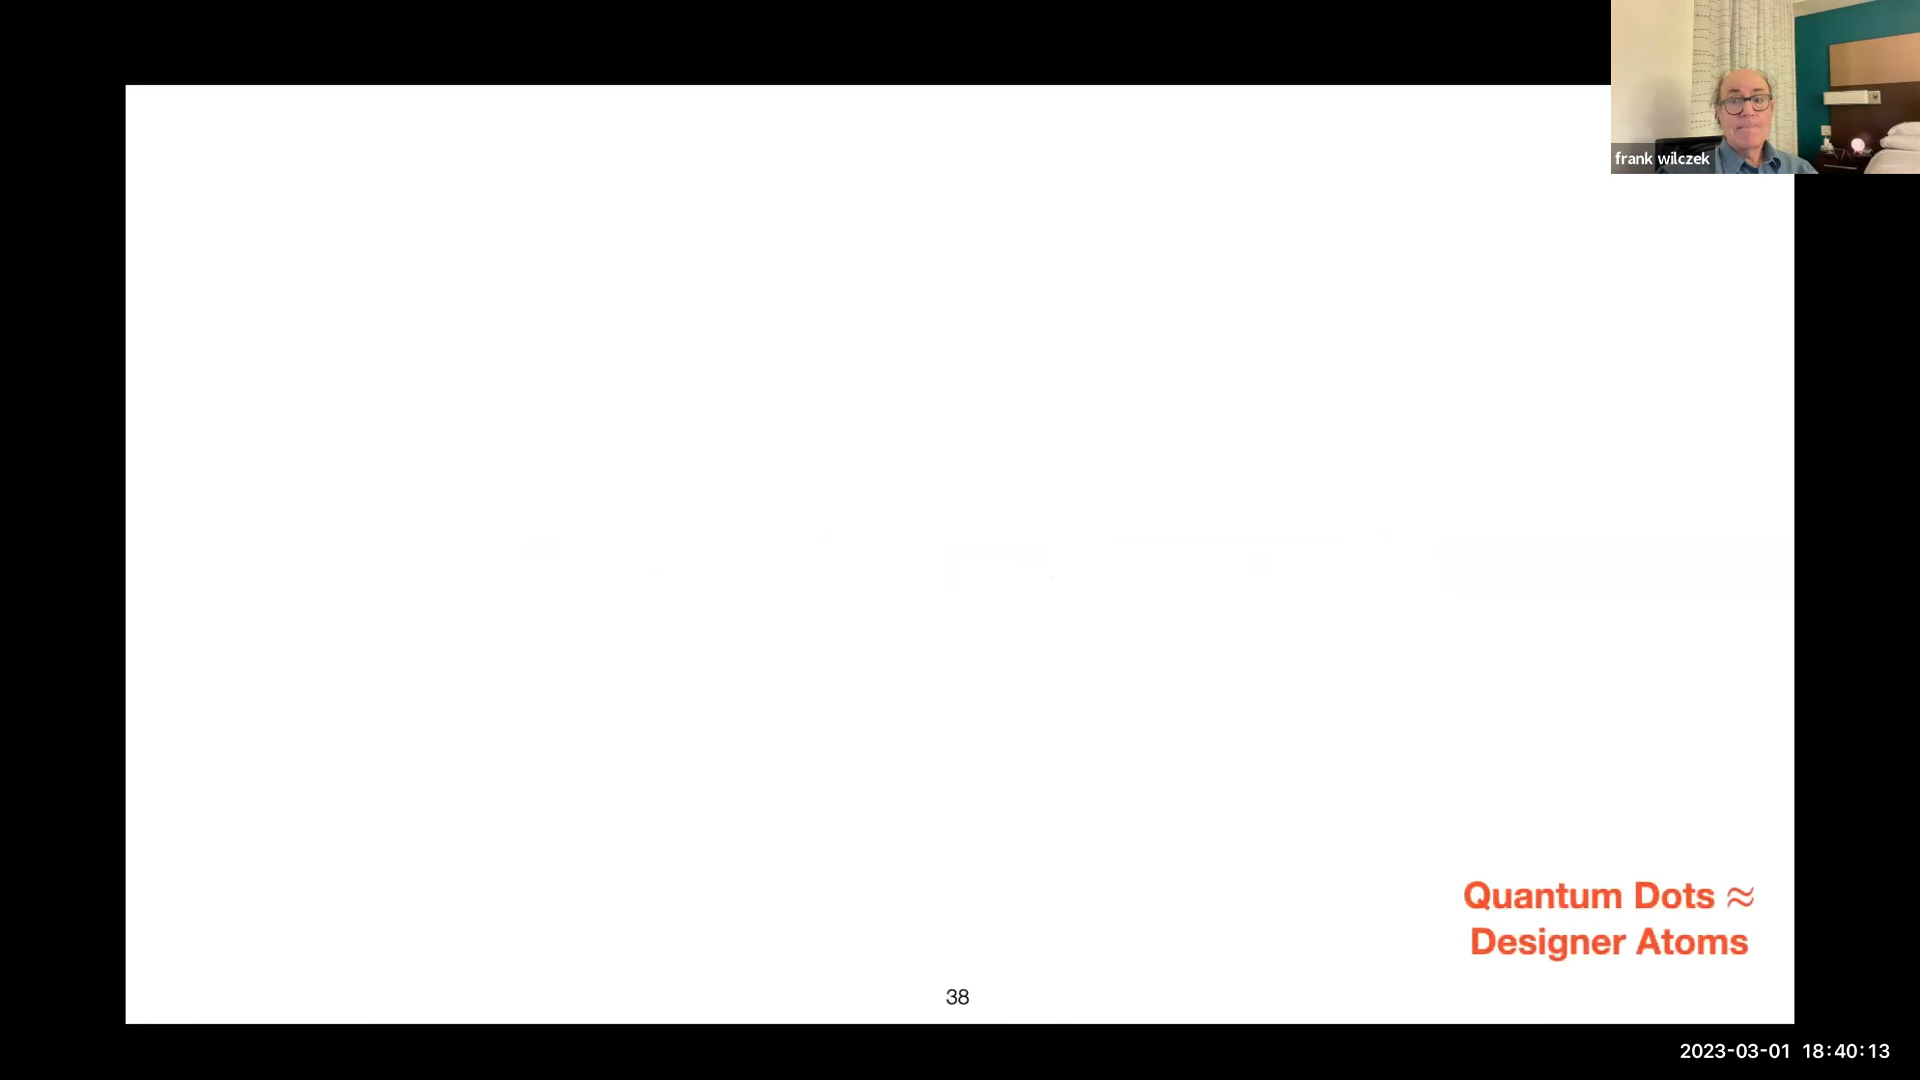 frank wilczek
Quantum Dots ≈
Designer Atoms
38
2023-03-01 18:40:13